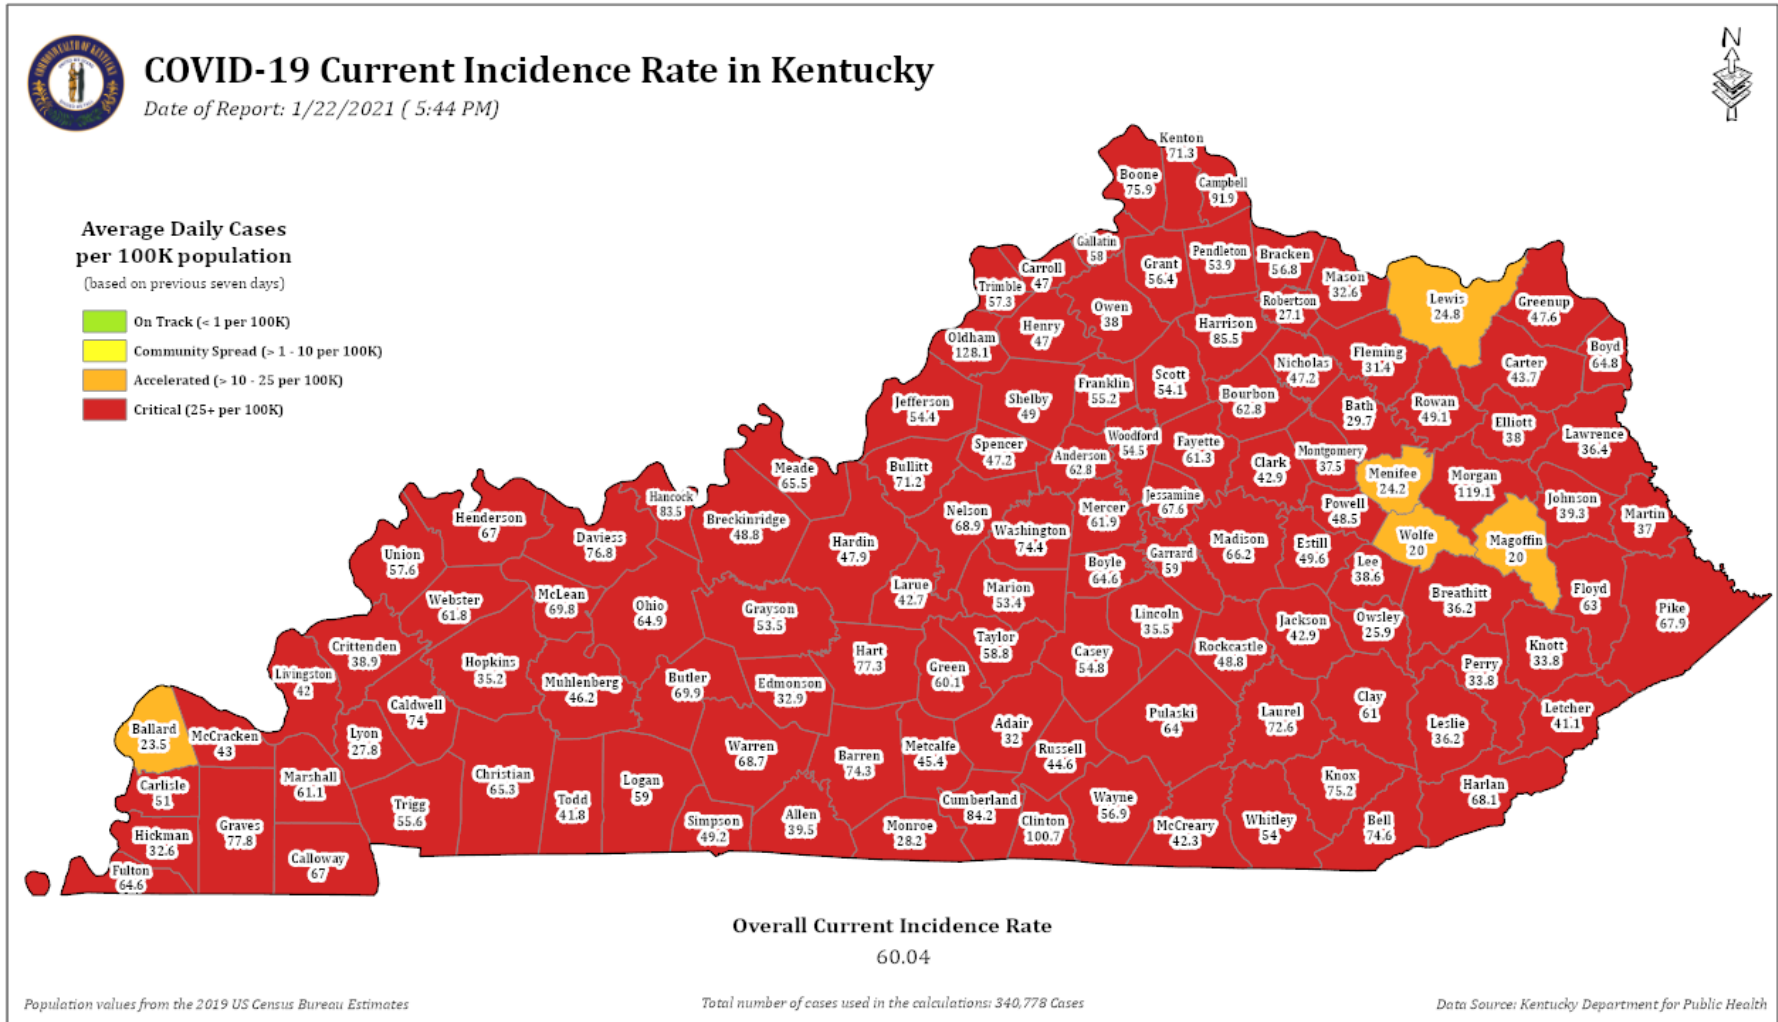 COVID-19 Current Incidence Rate in Kentucky
Date of Report: 1/22/2021 ( 5:44 PM)
N
Average Daily Cases
per 100K population
(based on previous seven days)
On Track (< 1 per 100K)
Community Spread (> 1 - 10 per 100K)
Accelerated (> 10 - 25 per 100K)
Critical (25+ per 100K)
Kenton
71.3
Boone
75.9
Campbell
91.9
Gallatin
58
Carroll
47
Trimble
57.3
Grant
56.4
Pendleton
53.9
Bracken
56.8
Mason
32.6
Robertson
27.1
Lewis
24.8
Greenup
47.6
Owen
38
Henry
47
Oldham
128.1
Harrison
85.5
Nicholas
47.2
Fleming
31.4
Carter
43.7
Boyd
64.8
Jefferson
54.4
Shelby
49
Franklin
55.2
Scott
54.1
Bourbon
62.8
Bath
29.7
Rowan
49.1
Elliott
38
Lawrence
36.4
Spencer
47.2
Anderson
62.8
Woodford
54.5
Fayette
61.3
Clark
42.9
Montgomery
37.5
Menifee
24.2
Morgan
119.1
Johnson
39.3
Martin
37
Meade
65.5
Bullitt
71.2
Hancock
83.5
Breckinridge
48.8
Henderson
67
Daviess
76.8
Union
57.6
Hardin
47.9
Nelson
68.9
Washington
74.4
Mercer
61.9
Jessamine
67.6
Garrard
59
Madison
66.2
Estill
49.6
Powell
48.5
Wolfe
20
Magoffin
20
Lee
38.6
Breathitt
36.2
Floyd
63
Pike
67.9
Webster
61.8
McLean
69.8
Ohio
64.9
Grayson
53.5
Larue
42.7
Marion
53.4
Boyle
64.6
Lincoln
35.5
Rockcastle
48.8
Jackson
42.9
Owsley
25.9
Perry
33.8
Knott
33.8
Letcher
41.1
Crittenden
38.9
Livingston
42
Hopkins
35.2
Muhlenberg
46.2
Butler
69.9
Edmonson
32.9
Hart
77.3
Green
60.1
Taylor
58.8
Casey
54.8
Pulaski
64
Laurel
72.6
Clay
61
Leslie
36.2
Ballard
23.5
McCracken
43
Lyon
27.8
Caldwell
74
Warren
68.7
Barren
74.3
Metcalfe
45.4
Adair
32
Russell
44.6
Knox
75.2
Harlan
68.1
Carlisle
51
Marshall
61.1
Trigg
55.6
Christian
65.3
Todd
41.8
Logan
59
Simpson
49.2
Allen
39.5
Monroe
28.2
Cumberland
84.2
Clinton
100.7
Wayne
56.9
McCreary
42.3
Whitley
54
Bell
74.6
Hickman
32.6
Graves
77.8
Calloway
67
Fulton
64.6
Overall Current Incidence Rate
60.04
Population values from the 2019 US Census Bureau Estimates
Total number of cases used in the calculations: 340,778 Cases
Data Source: Kentucky Department for Public Health